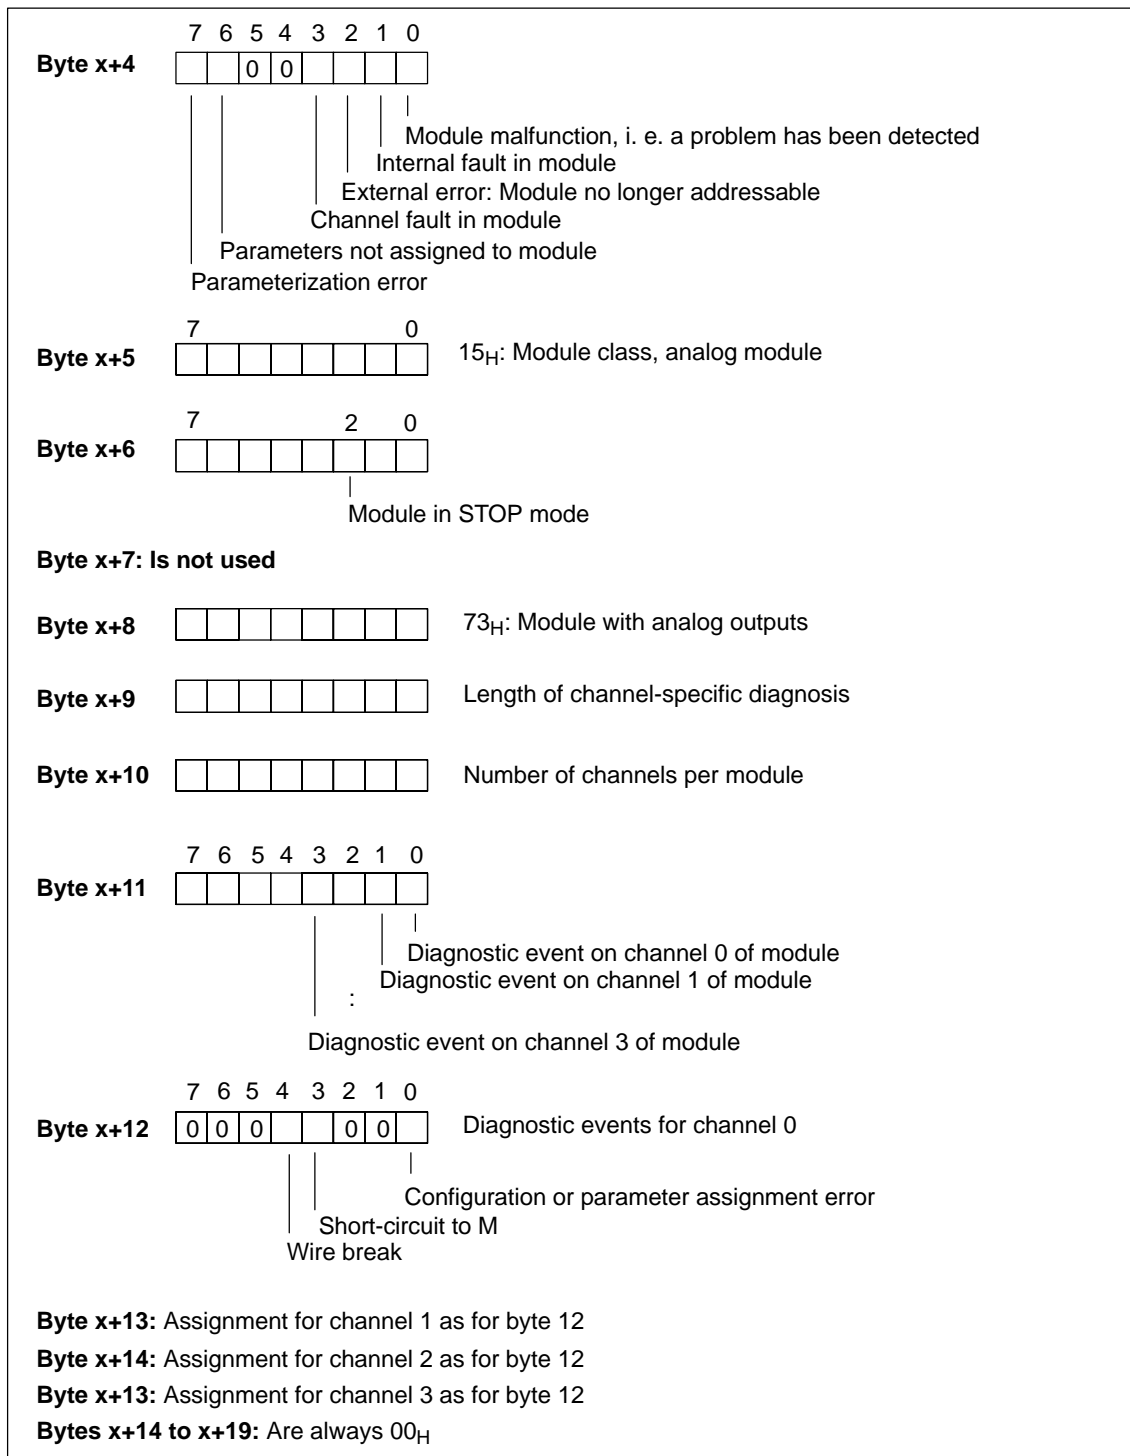 7 6 5 4 3 2 1 0
Byte x+4 0 0
Module malfunction, i. e. a problem has been detected
Internal fault in module
External error: Module no longer addressable
Channel fault in module
Parameters not assigned to module
Parameterization error
7 0
Byte x+5 15H: Module class, analog module
7 2 0
Byte x+6
Module in STOP mode
Byte x+7: Is not used
Byte x+8 73H: Module with analog outputs
Byte x+9 Length of channel-specific diagnosis
Byte x+10 Number of channels per module
7 6 5 4 3 2 1 0
Byte x+11
Diagnostic event on channel 0 of module
Diagnostic event on channel 1 of module
:
Diagnostic event on channel 3 of module
7 6 5 4 3 2 1 0
Byte x+12 0 0 0 0 0 Diagnostic events for channel 0
Configuration or parameter assignment error
Short-circuit to M
Wire break
Byte x+13: Assignment for channel 1 as for byte 12
Byte x+14: Assignment for channel 2 as for byte 12
Byte x+13: Assignment for channel 3 as for byte 12
Bytes x+14 to x+19: Are always 00H